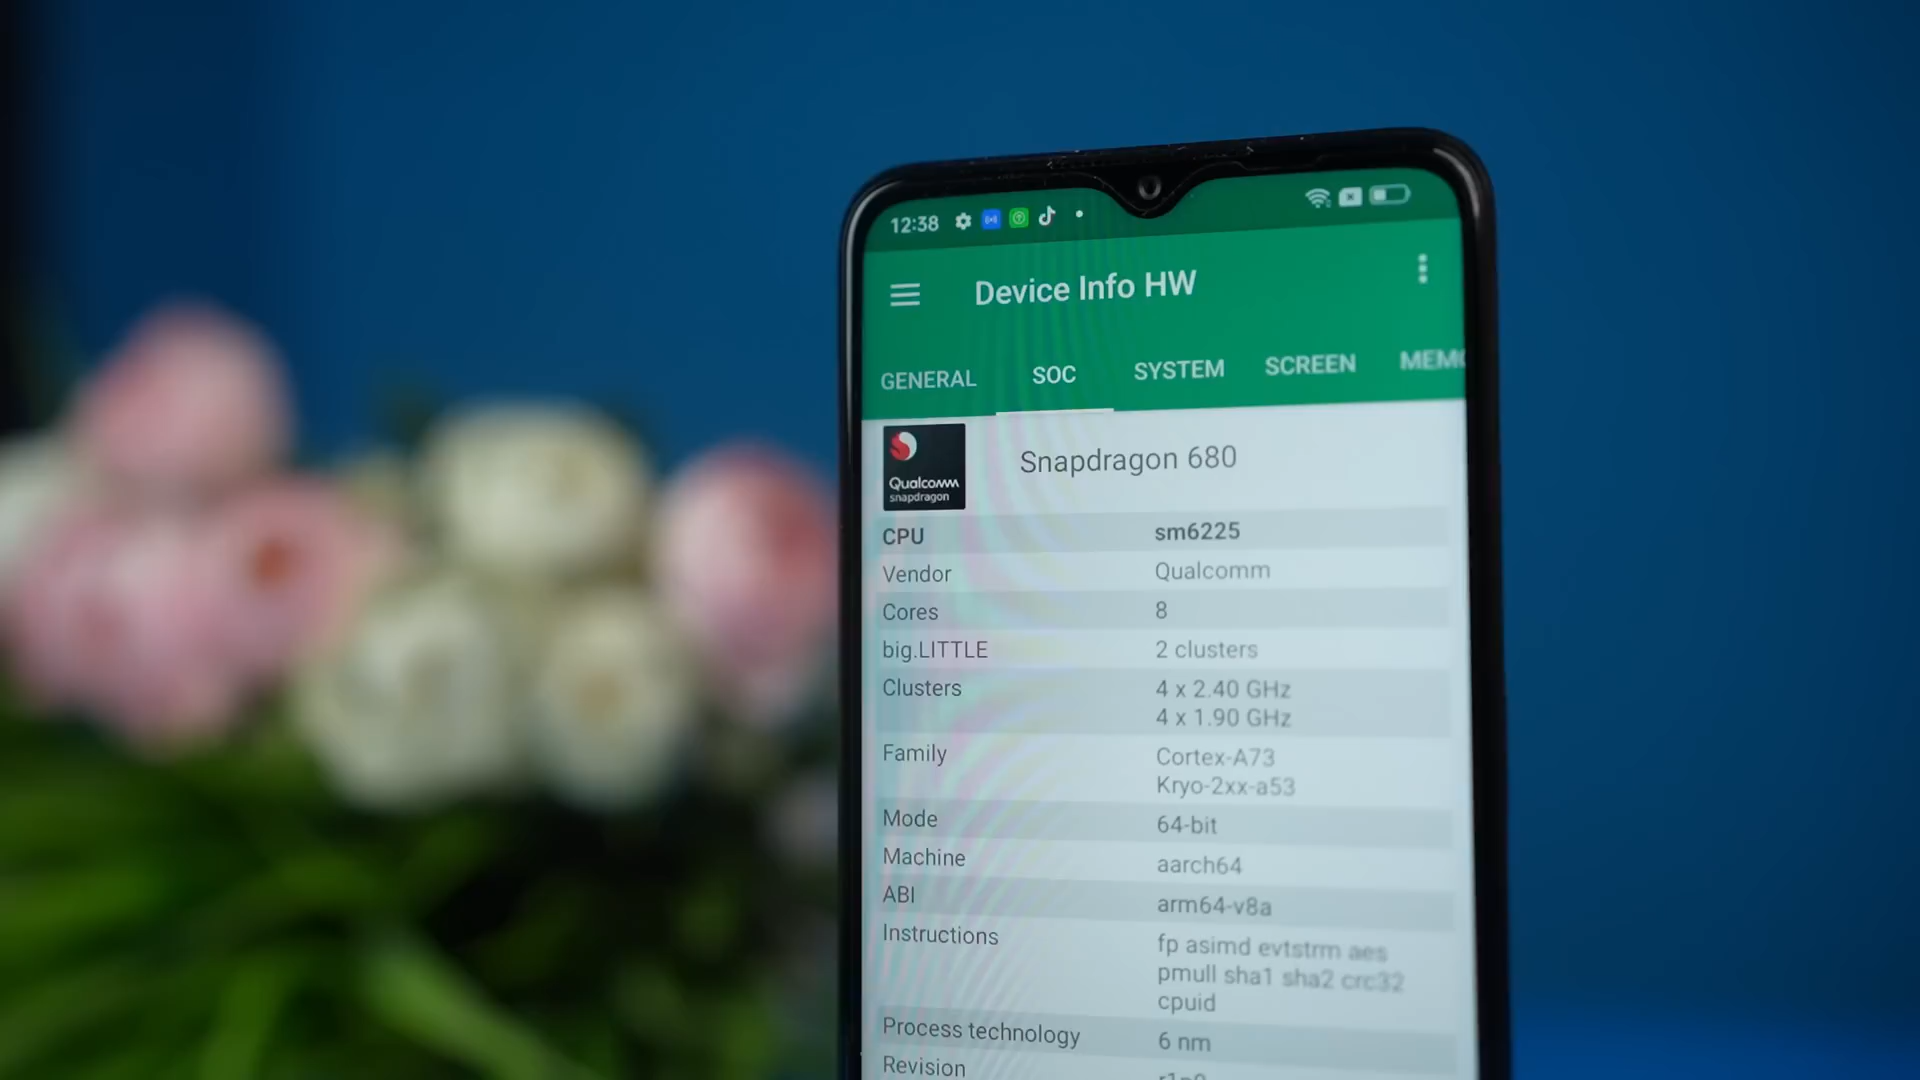 12:38
Device Info HW
GENERAL SOC SYSTEM SCREEN MEMO
Qualcomm
snapdragon
Snapdragon 680
CPU sm6225
Vendor Qualcomm
Cores 8
big.LITTLE 2 clusters
Clusters 4 x 2.40 GHz
4 x 1.90 GHz
Family Cortex-A73
Kryo-2xx-a53
Mode 64-bit
Machine aarch64
ABI arm64-v8a
Instructions fp asimd evtstrm aes
pmull sha1 sha2 crc32
cpuid
Process technology 6 nm
Revision